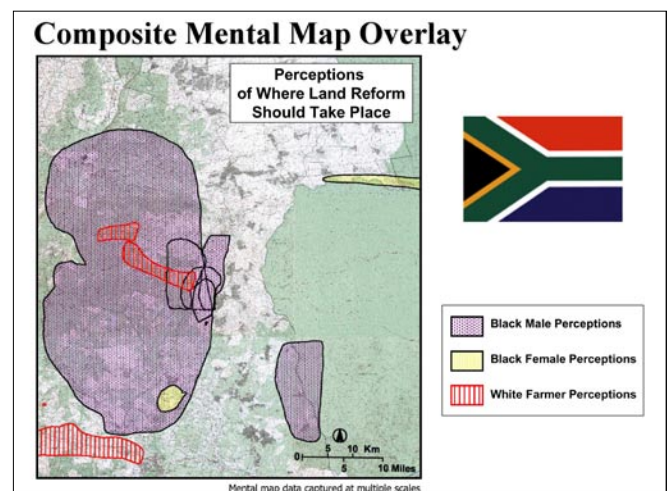 Composite Mental Map Overlay
Perceptions
of Where Land Reform
Should Take Place
Black Male Perceptions
Black Female Perceptions
White Farmer Perceptions
5 10 Km
0
5 10 Miles
Mental map data captured at multiple scales